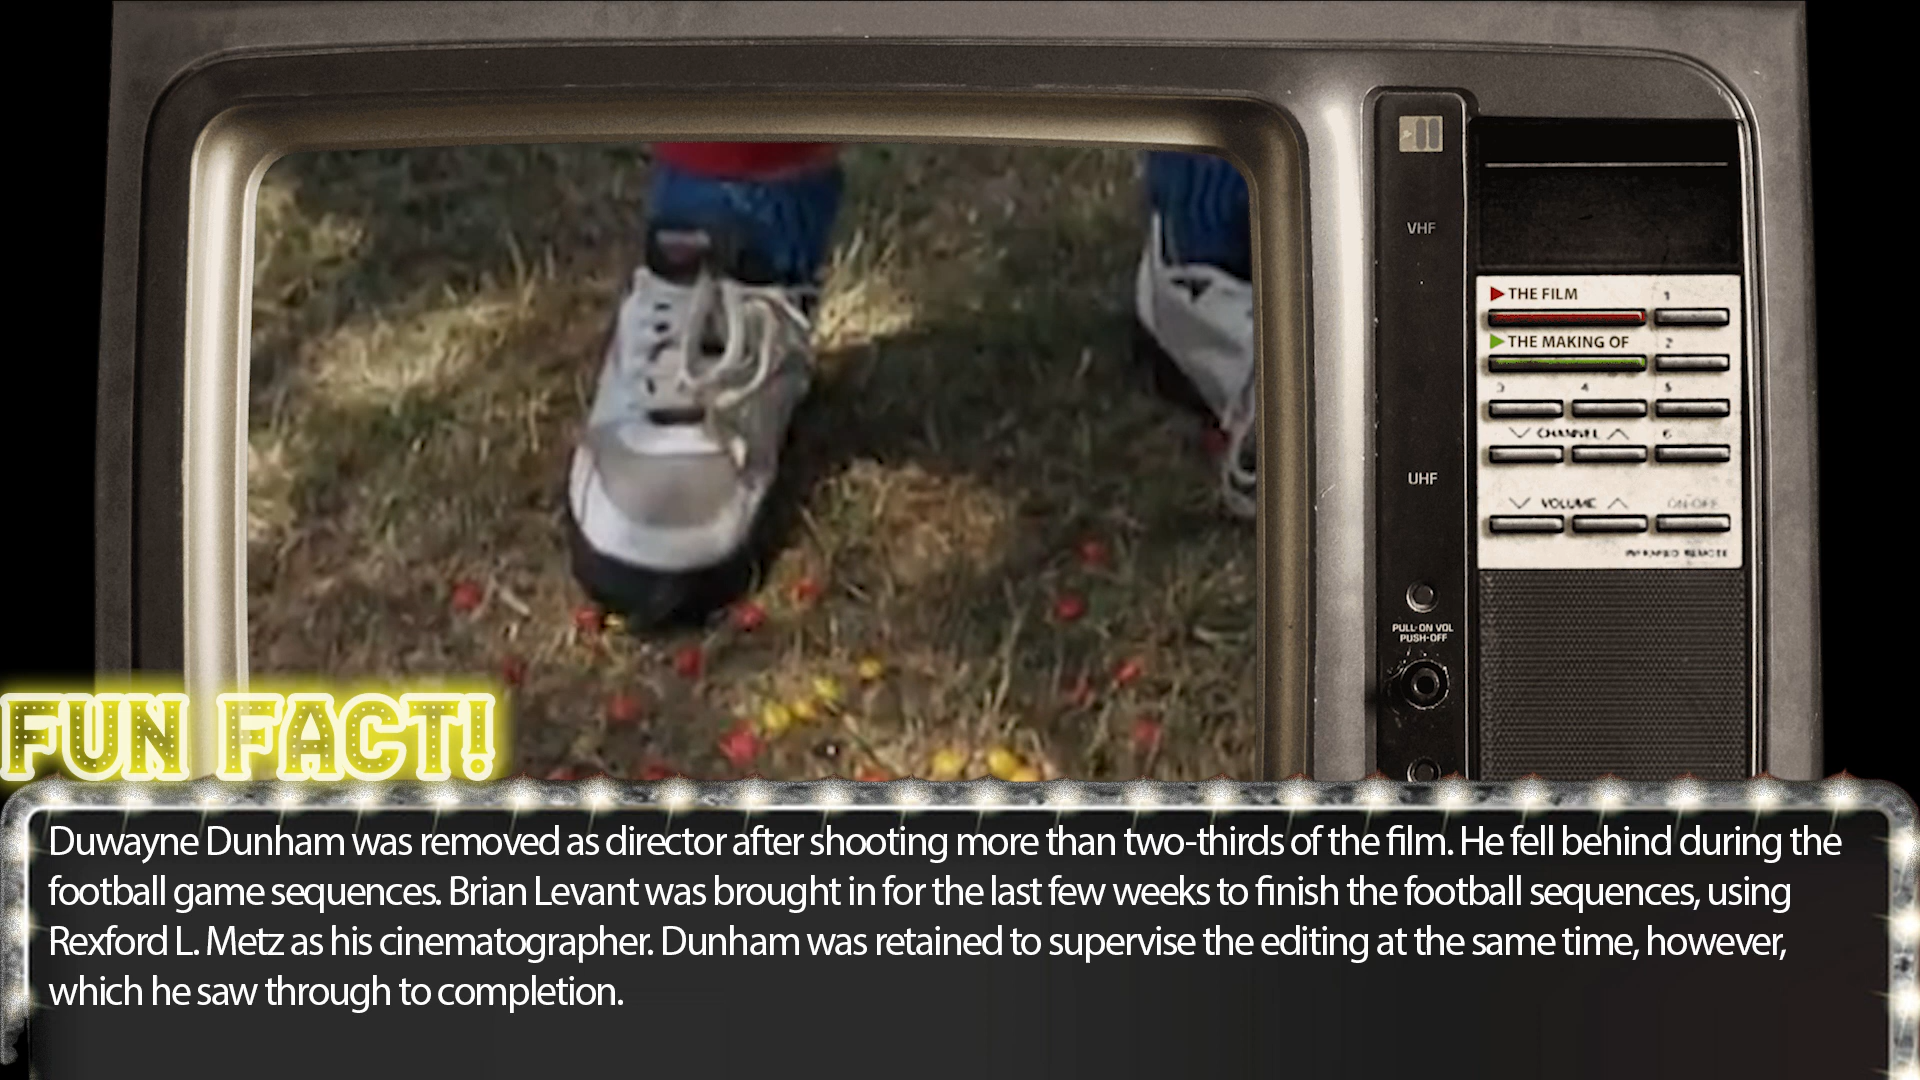 VHF
THE FILM 1
THE MAKING OF 2
3 4 5
CHANNEL 6
UHF
VOLUME ON-OFF
INFRARED REMOTE
PULL-ON VOL
PUSH-OFF
FUN FACT!
Duwayne Dunham was removed as director after shooting more than two-thirds of the film. He fell behind during the
football game sequences. Brian Levant was brought in for the last few weeks to finish the football sequences, using
Rexford L. Metz as his cinematographer. Dunham was retained to supervise the editing at the same time, however,
which he saw through to completion.